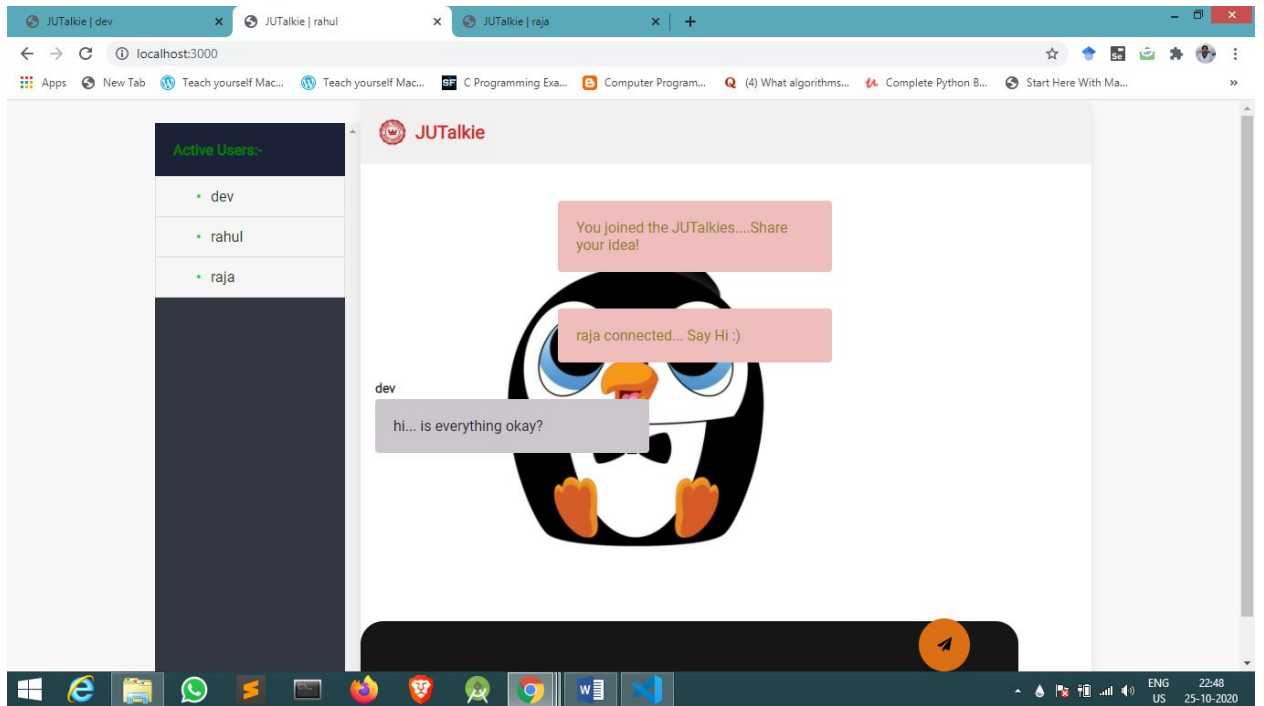 JUTalkie | dev
JUTalkie | rahul
JUTalkie | raja
localhost:3000
Apps New Tab Teach yourself Mac... Teach yourself Mac... SF C Programming Exa... Computer Program... Q (4) What algorithms... Complete Python B... Start Here With Ma... »
JUTalkie
Active Users:-
dev
rahul
raja
You joined the JUTalkies....Share
your idea!
raja connected... Say Hi :)
dev
hi... is everything okay?
ENG 22:48
US 25-10-2020